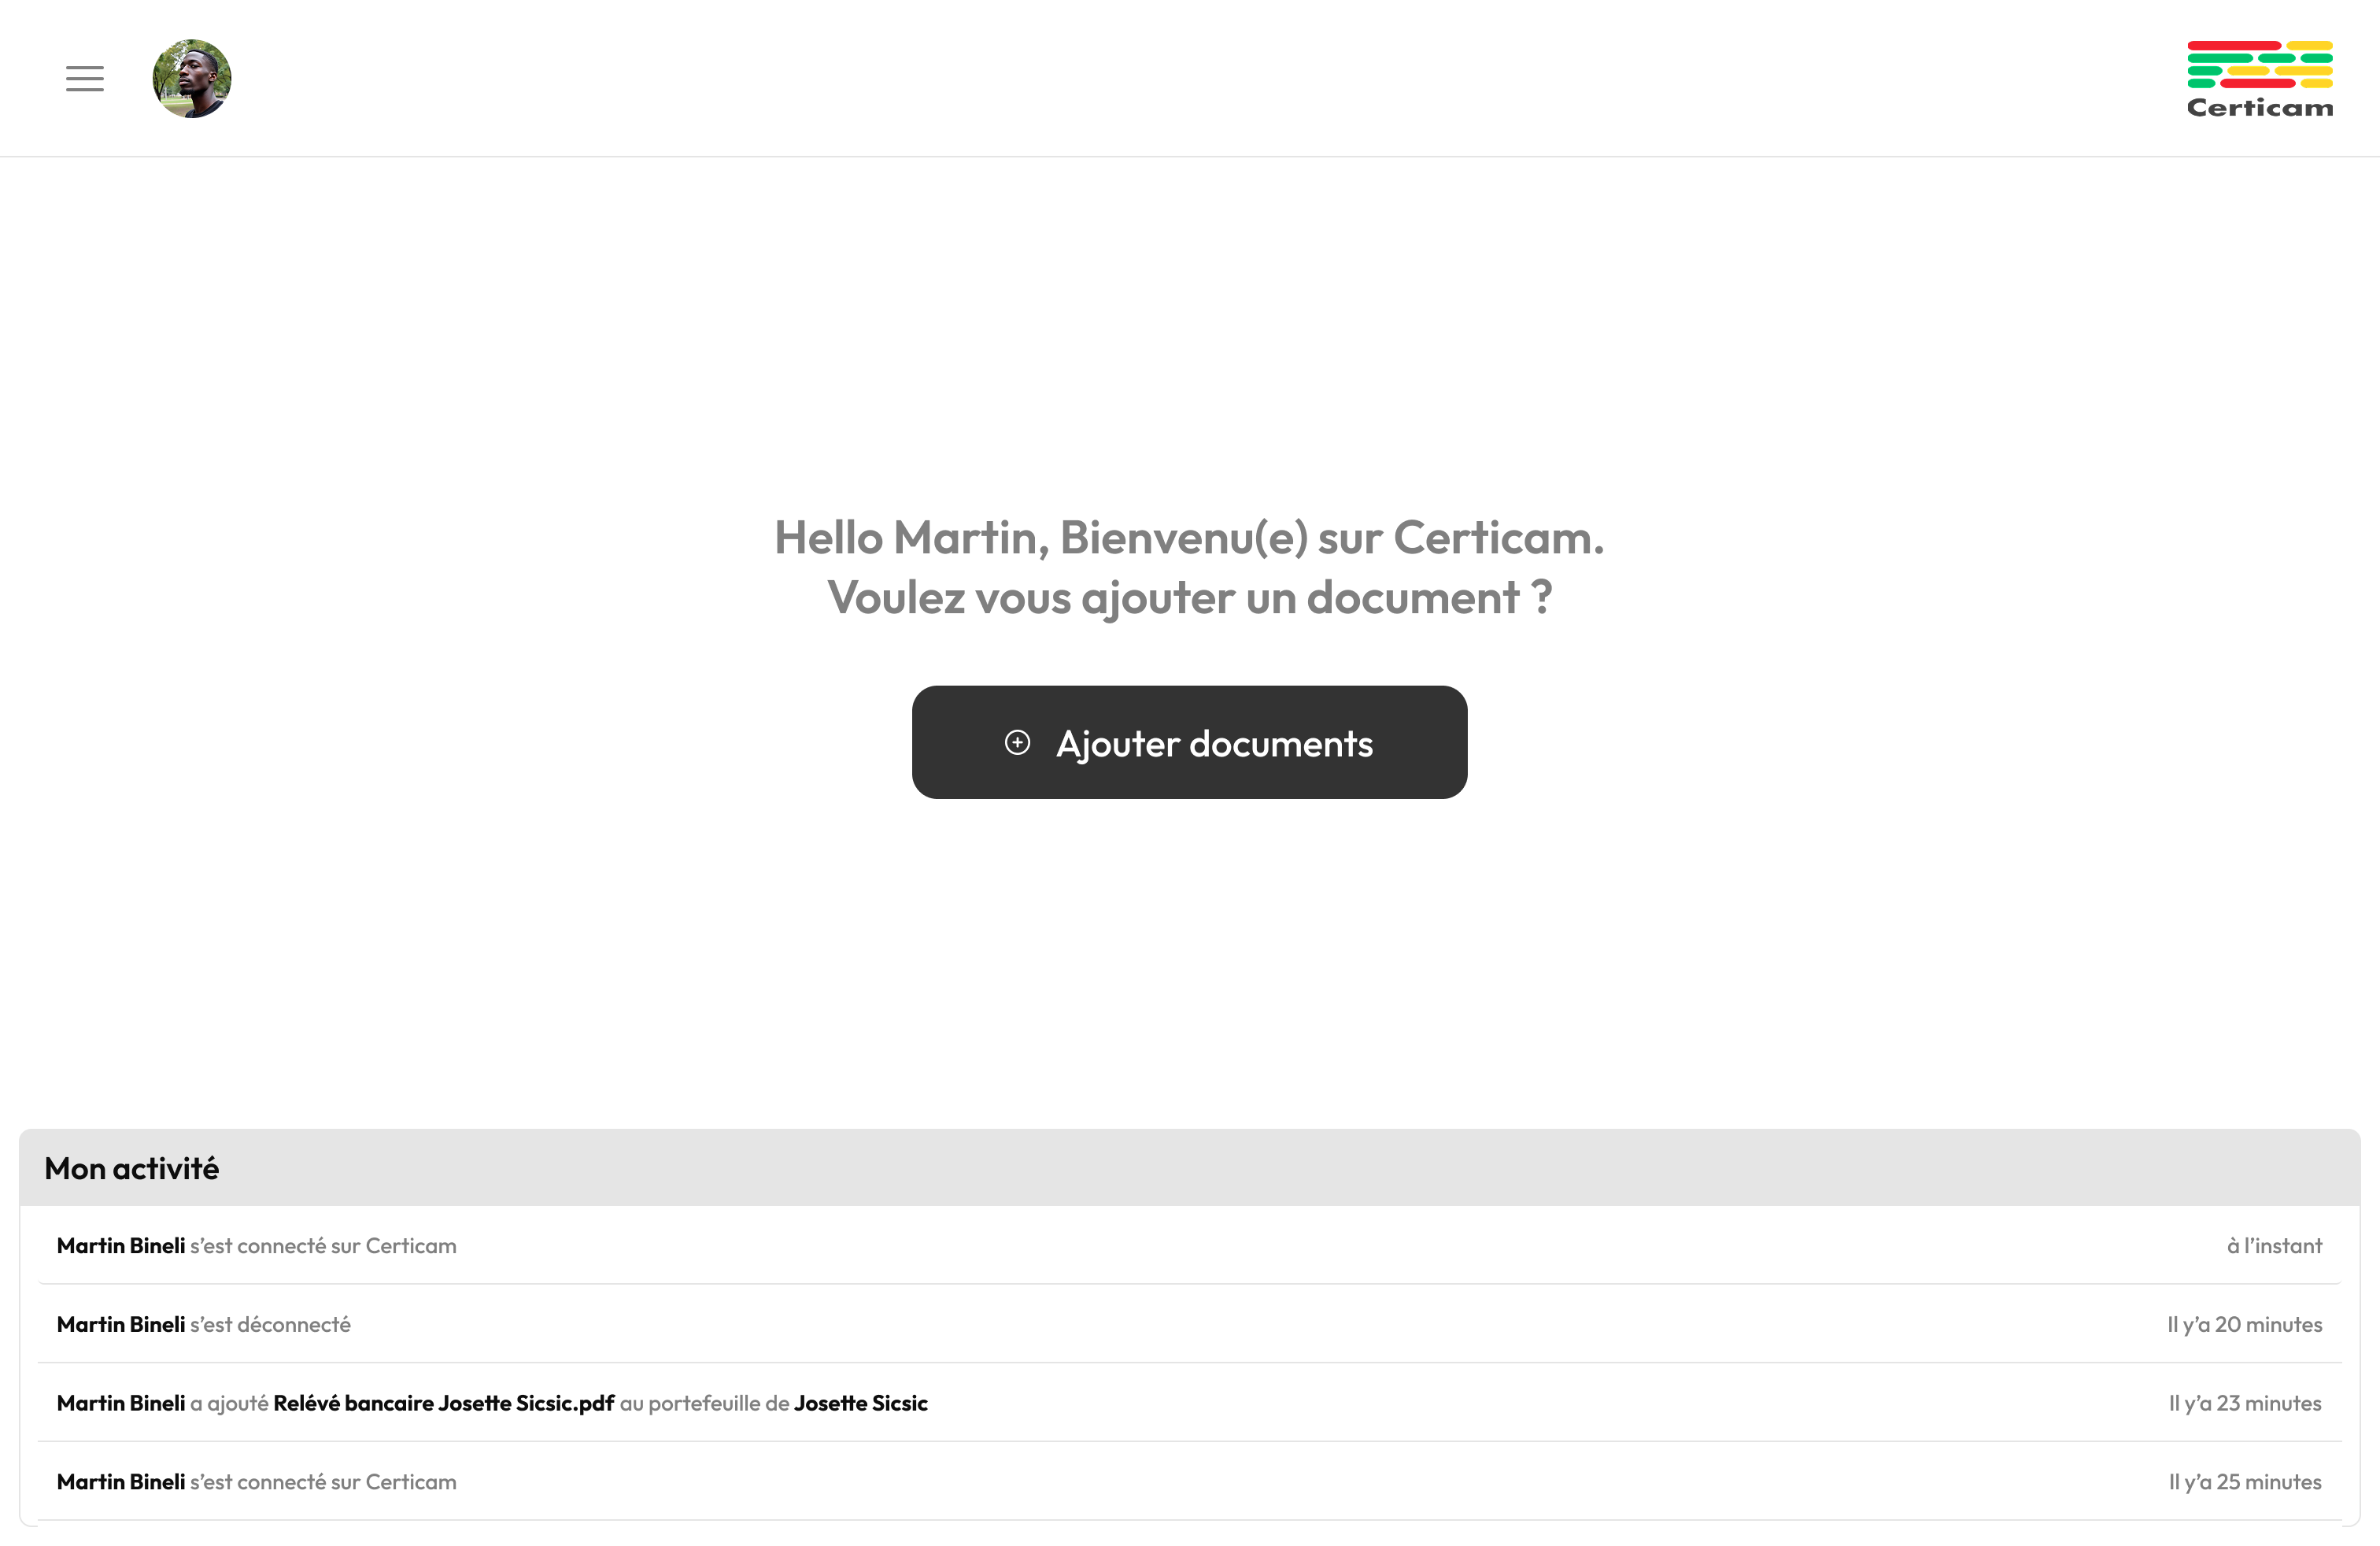 Certicam
Hello Martin, Bienvenu(e) sur Certicam.
Voulez vous ajouter un document ?
Ajouter documents
Mon activité
Martin Bineli s’est connecté sur Certicam à l’instant
Martin Bineli s’est déconnecté Il y’a 20 minutes
Martin Bineli a ajouté Relévé bancaire Josette Sicsic.pdf au portefeuille de Josette Sicsic Il y’a 23 minutes
Martin Bineli s’est connecté sur Certicam Il y’a 25 minutes